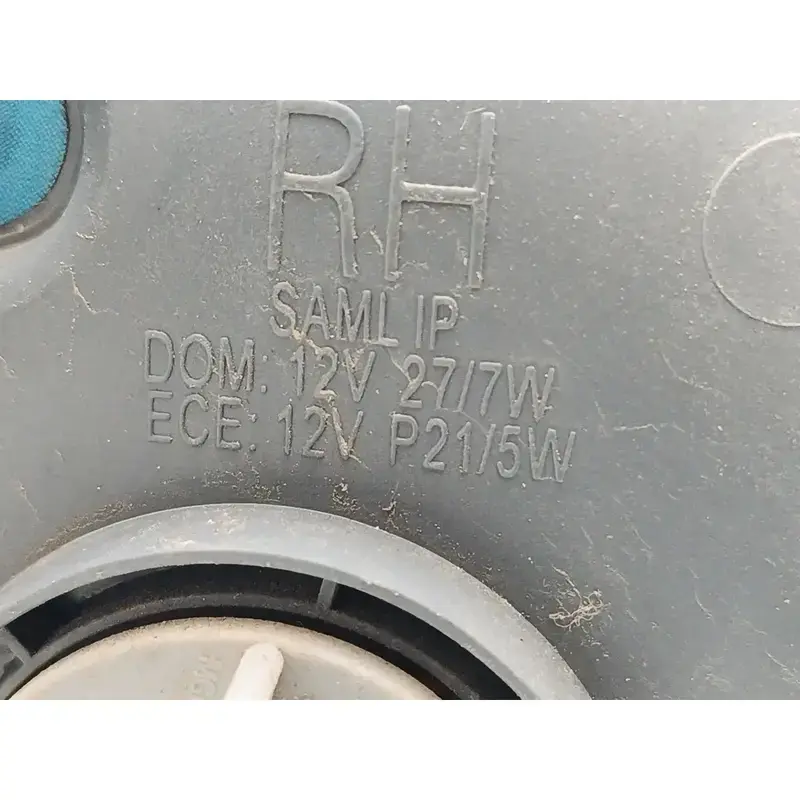 RH
SAML IP
DOM: 12V 27/7W
ECE: 12V P21/5W